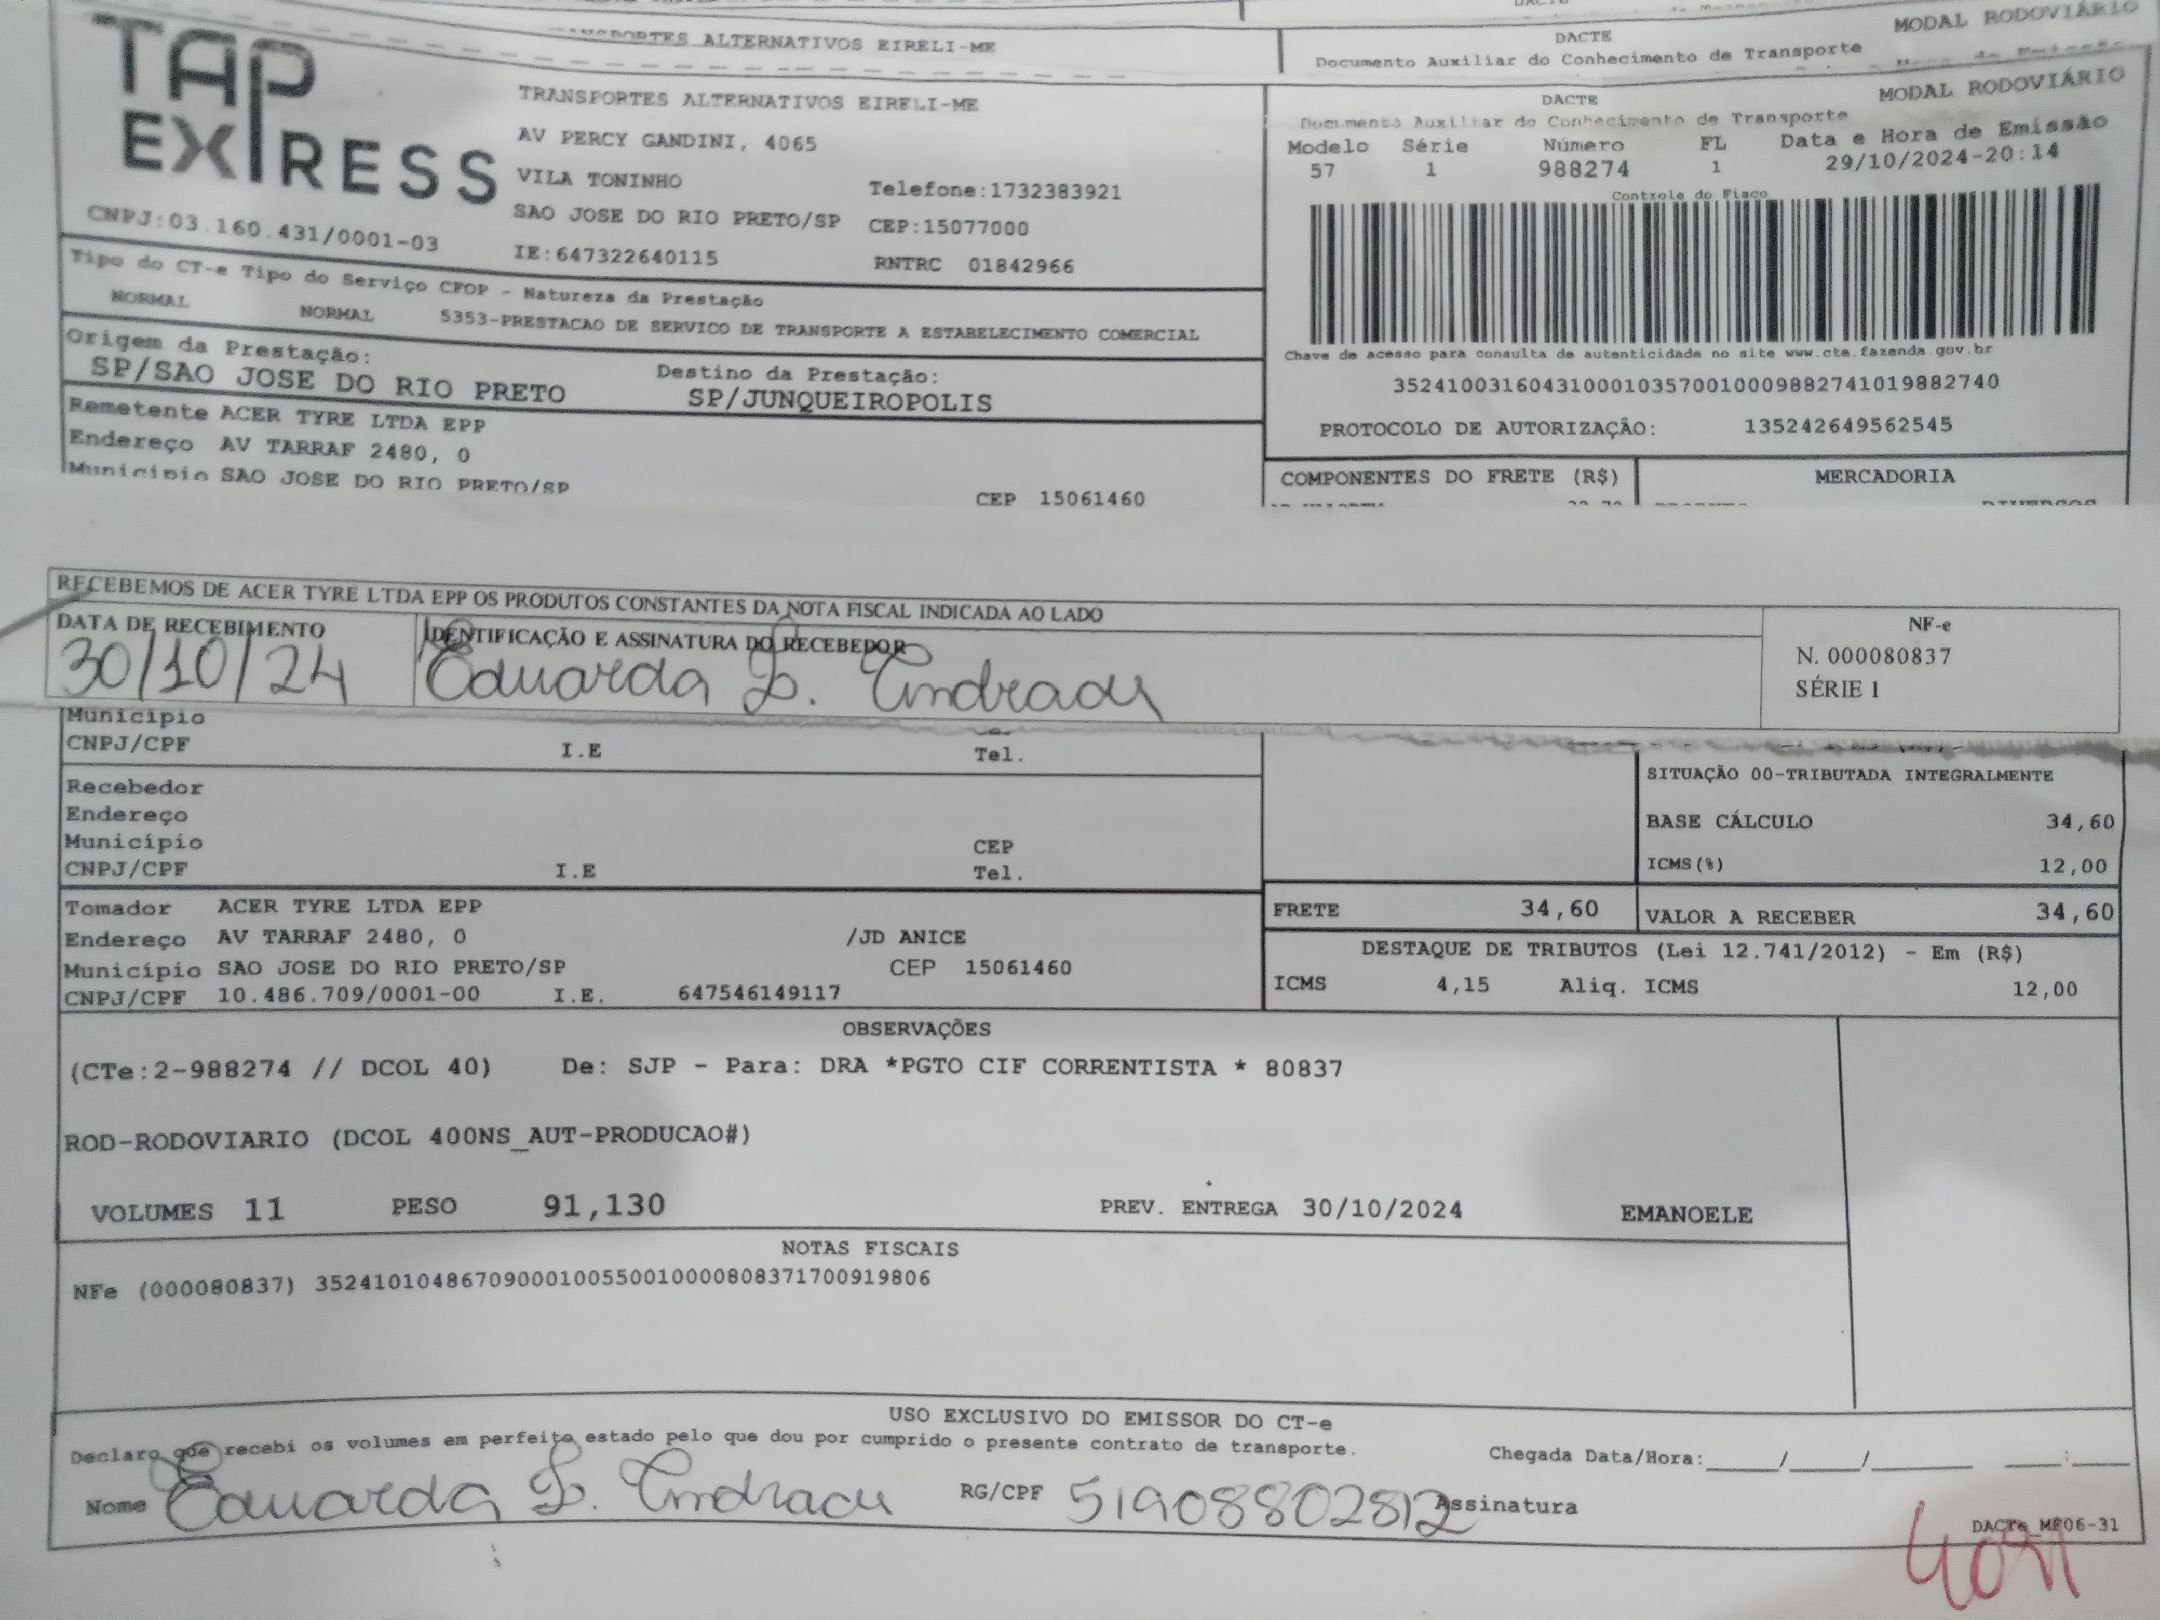 TRANSPORTES ALTERNATIVOS EIRELI-ME
DACTE
MODAL RODOVIÁRIO
Documento Auxiliar do Conhecimento de Transporte
TAP EXPRESS
CNPJ:03.160.431/0001-03
TRANSPORTES ALTERNATIVOS EIRELI-ME
AV PERCY GANDINI, 4065
VILA TONINHO
Telefone:1732383921
SAO JOSE DO RIO PRETO/SP CEP:15077000
IE:647322640115 RNTRC 01842966
DACTE
MODAL RODOVIÁRIO
Documento Auxiliar do Conhecimento de Transporte
Modelo Série Número FL Data e Hora de Emissão
57 1 988274 1 29/10/2024-20:14
Controle do Fisco
Chave de acesso para consulta de autenticidade no site www.cte.fazenda.gov.br
35241003160431000103570010009882741019882740
PROTOCOLO DE AUTORIZAÇÃO: 135242649562545
Tipo do CT-e Tipo do Serviço CFOP - Natureza da Prestação
NORMAL NORMAL 5353-PRESTACAO DE SERVICO DE TRANSPORTE A ESTABELECIMENTO COMERCIAL
Origem da Prestação: Destino da Prestação:
SP/SAO JOSE DO RIO PRETO SP/JUNQUEIROPOLIS
Remetente ACER TYRE LTDA EPP
Endereço AV TARRAF 2480, 0
Município SAO JOSE DO RIO PRETO/SP CEP 15061460
COMPONENTES DO FRETE (R$) MERCADORIA
RECEBEMOS DE ACER TYRE LTDA EPP OS PRODUTOS CONSTANTES DA NOTA FISCAL INDICADA AO LADO
DATA DE RECEBIMENTO IDENTIFICAÇÃO E ASSINATURA DO RECEBEDOR
30/10/24 Eduarda S. Andrade
NF-e
N. 000080837
SÉRIE 1
Município
CNPJ/CPF I.E Tel.
Recebedor
Endereço
Município CEP
CNPJ/CPF I.E Tel.
SITUAÇÃO 00-TRIBUTADA INTEGRALMENTE
BASE CÁLCULO 34,60
ICMS(%) 12,00
Tomador ACER TYRE LTDA EPP
Endereço AV TARRAF 2480, 0 /JD ANICE
Município SAO JOSE DO RIO PRETO/SP CEP 15061460
CNPJ/CPF 10.486.709/0001-00 I.E. 647546149117
FRETE 34,60 VALOR A RECEBER 34,60
DESTAQUE DE TRIBUTOS (Lei 12.741/2012) - Em (R$)
ICMS 4,15 Aliq. ICMS 12,00
OBSERVAÇÕES
(CTe:2-988274 // DCOL 40) De: SJP - Para: DRA *PGTO CIF CORRENTISTA * 80837
ROD-RODOVIARIO (DCOL 400NS_AUT-PRODUCAO#)
VOLUMES 11 PESO 91,130 PREV. ENTREGA 30/10/2024 EMANOELE
NOTAS FISCAIS
NFe (000080837) 35241010486709000100550010000808371700919806
USO EXCLUSIVO DO EMISSOR DO CT-e
Declaro que recebi os volumes em perfeito estado pelo que dou por cumprido o presente contrato de transporte.
Chegada Data/Hora:____/____/______ ____:____
Nome Eduarda S. Andrade RG/CPF 51908802812 Assinatura
DACTe_MF06-31